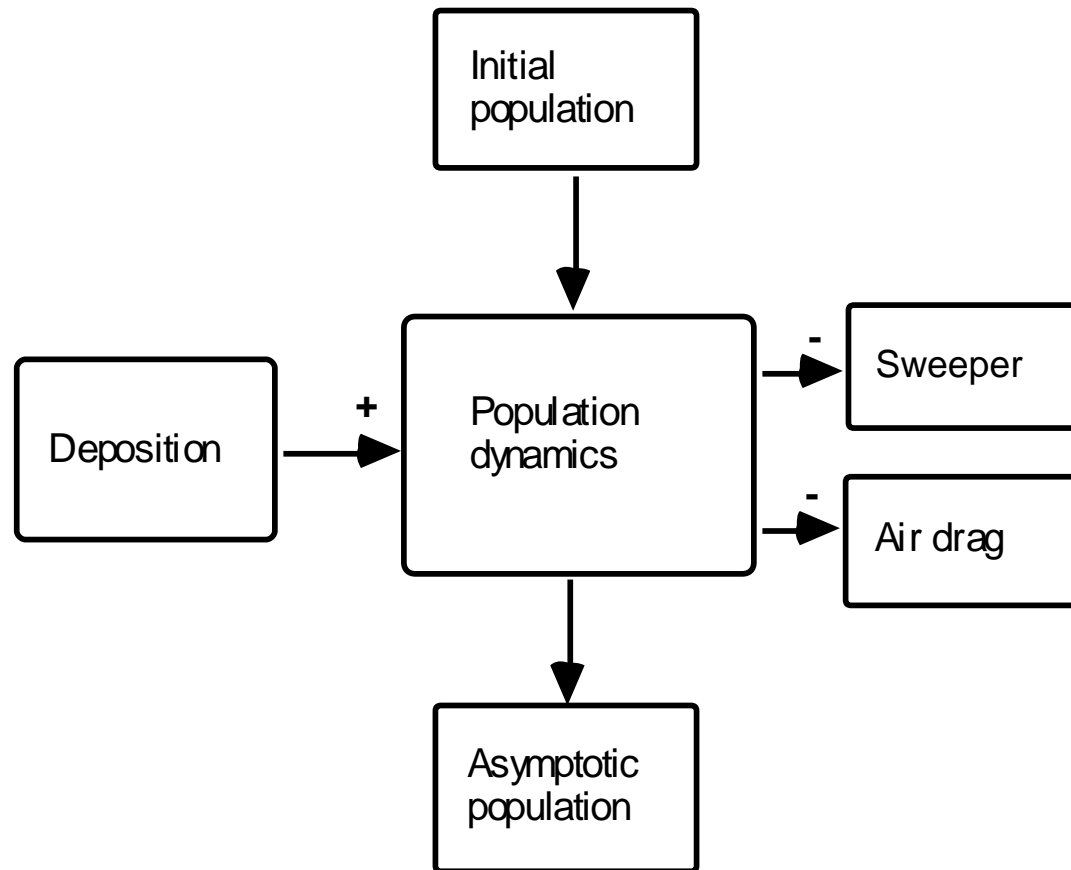 Initial
population
Deposition
+
Population
dynamics
-
Sweeper
-
Air drag
Asymptotic
population